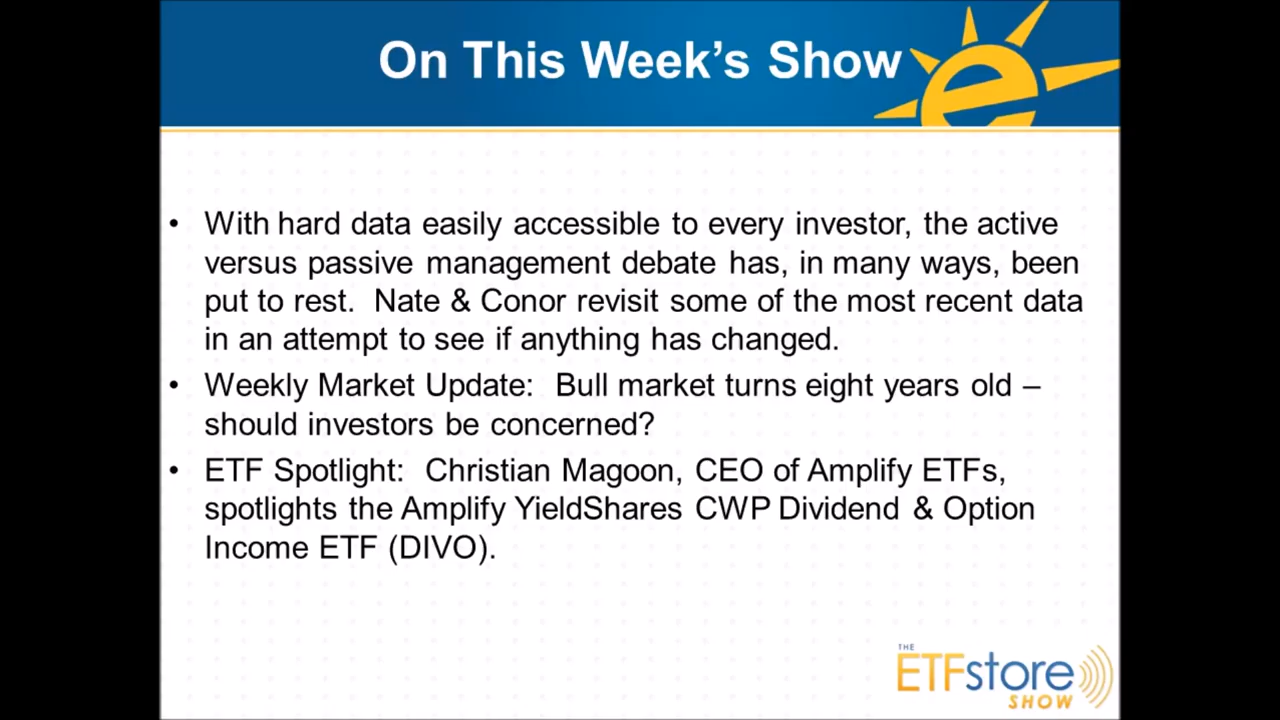 On This Week's Show
• With hard data easily accessible to every investor, the active
versus passive management debate has, in many ways, been
put to rest.  Nate & Conor revisit some of the most recent data
in an attempt to see if anything has changed.
• Weekly Market Update:  Bull market turns eight years old –
should investors be concerned?
• ETF Spotlight:  Christian Magoon, CEO of Amplify ETFs,
spotlights the Amplify YieldShares CWP Dividend & Option
Income ETF (DIVO).
THE
ETFstore
SHOW